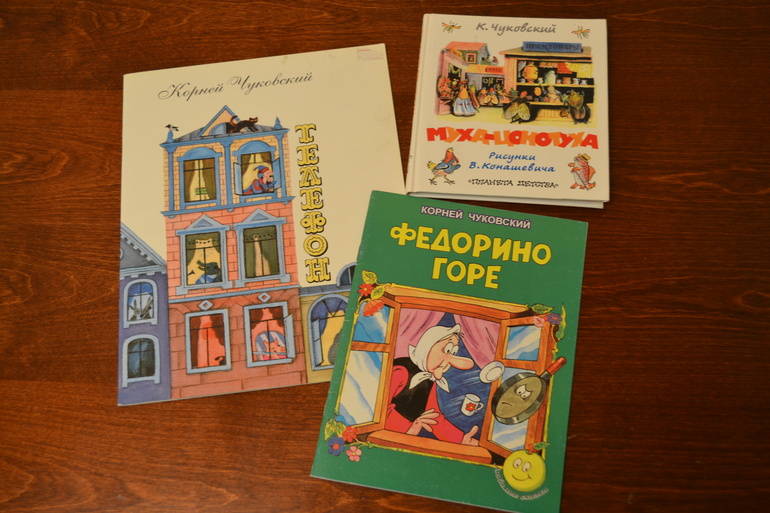 Корней Чуковский
ТЕЛЕФОН
К. Чуковский
МУХА-ЦОКОТУХА
Рисунки
В. Конашевича
«ПЛАНЕТА ДЕТСТВА»
КОРНЕЙ ЧУКОВСКИЙ
ФЕДОРИНО
ГОРЕ